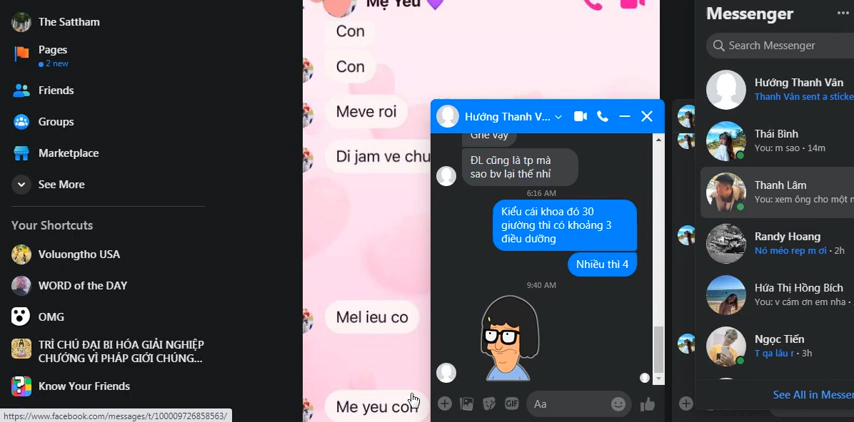 The Sattham
Pages
2 new
Friends
Groups
Marketplace
See More
Your Shortcuts
Voluongtho USA
WORD of the DAY
OMG
TRÌ CHÚ ĐẠI BI HÓA GIẢI NGHIỆP
CHƯỚNG VÌ PHÁP GIỚI CHÚNG...
Know Your Friends
https://www.facebook.com/messages/t/100009726858563/
Mẹ Yêu 💜
Con
Con
Meve roi
Di jam ve chu
Mel ieu co
Me yeu con
Hướng Thanh V...
Ghê vậy
ĐL cũng là tp mà
sao bv lại thế nhỉ
6:16 AM
Kiểu cái khoa đó 30
giường thì có khoảng 3
điều dưỡng
Nhiều thì 4
9:40 AM
GIF
Aa
Messenger
Search Messenger
Hướng Thanh Vân
Thanh Vân sent a sticke
Thái Bình
You: m sao · 14m
Thanh Lâm
You: xem ông cho một n
Randy Hoang
Nó méo rep m ơi · 2h
Hứa Thị Hồng Bích
You: v cám ơn em nha ·
Ngọc Tiến
T qa lâu r · 3h
See All in Messen